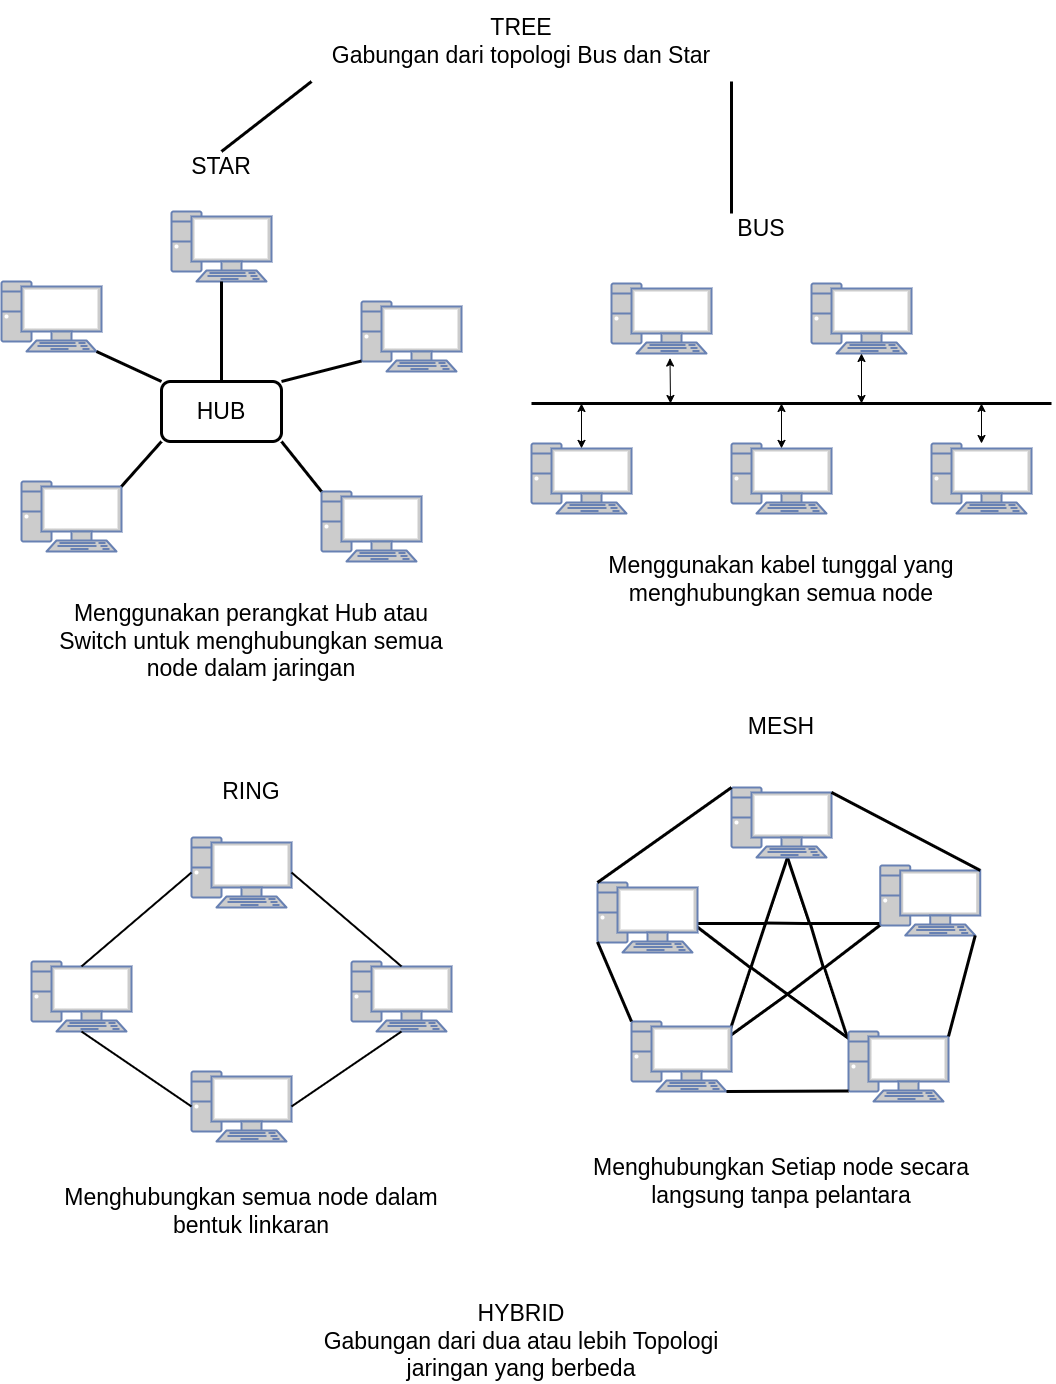 TREE
Gabungan dari topologi Bus dan Star
STAR
BUS
HUB
Menggunakan kabel tunggal yang
menghubungkan semua node
Menggunakan perangkat Hub atau
Switch untuk menghubungkan semua
node dalam jaringan
MESH
RING
Menghubungkan Setiap node secara
langsung tanpa pelantara
Menghubungkan semua node dalam
bentuk linkaran
HYBRID
Gabungan dari dua atau lebih Topologi
jaringan yang berbeda